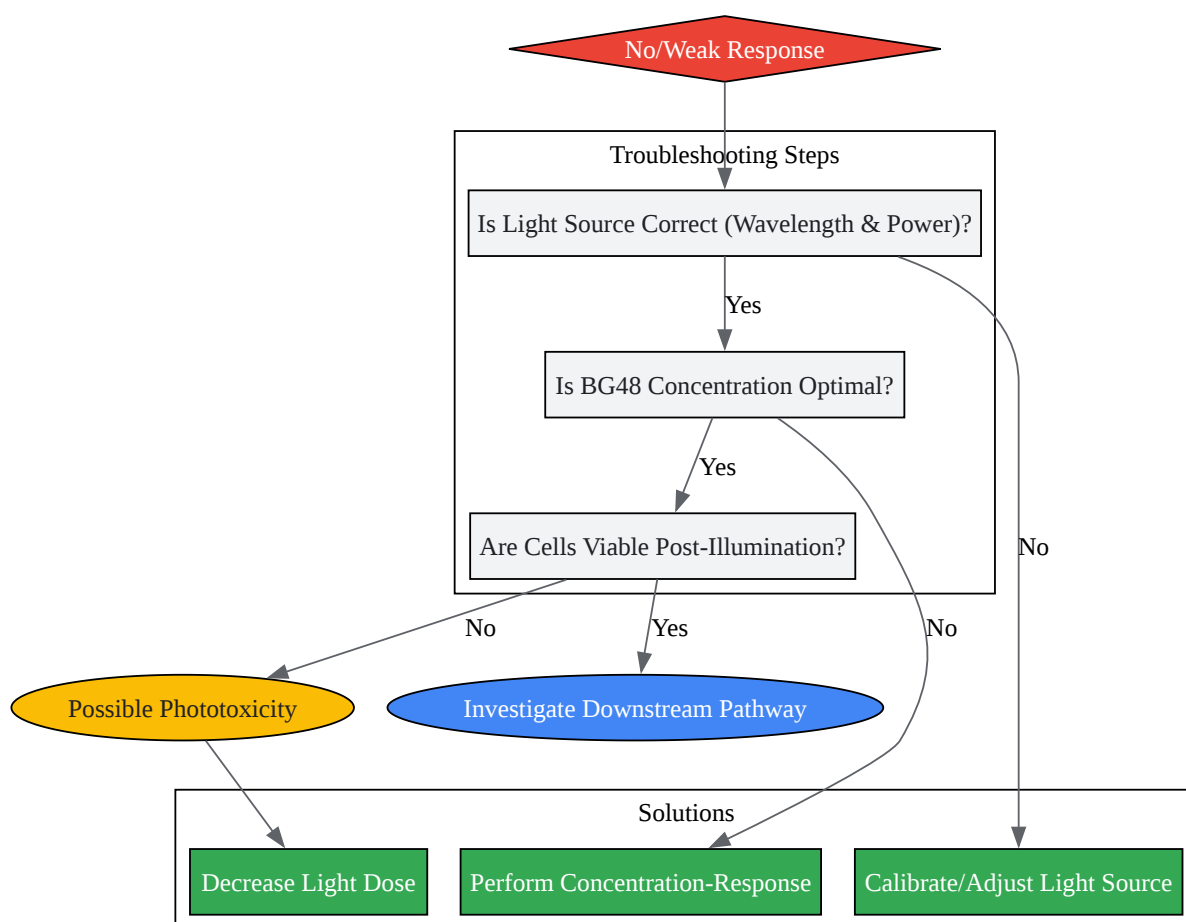 No/Weak Response
Troubleshooting Steps
Is Light Source Correct (Wavelength & Power)?
Yes
Is BG48 Concentration Optimal?
Yes
Are Cells Viable Post-Illumination?
No
No
Yes
No
Possible Phototoxicity
Investigate Downstream Pathway
Solutions
Decrease Light Dose
Perform Concentration-Response
Calibrate/Adjust Light Source